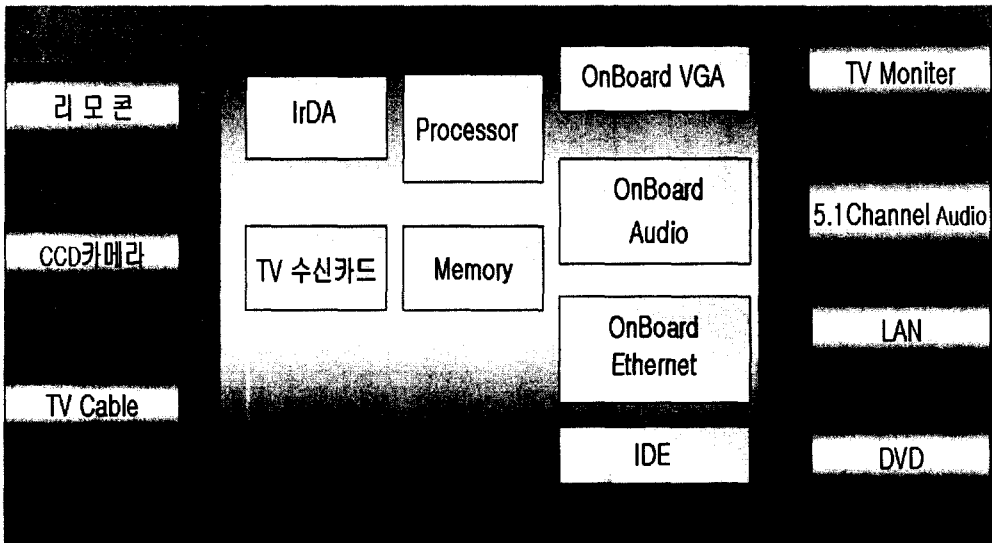 리 모 콘
CCD카메라
TV Cable
IrDA
TV 수신카드
Processor
Memory
OnBoard VGA
OnBoard
Audio
OnBoard
Ethernet
IDE
TV Moniter
5.1Channel Audio
LAN
DVD